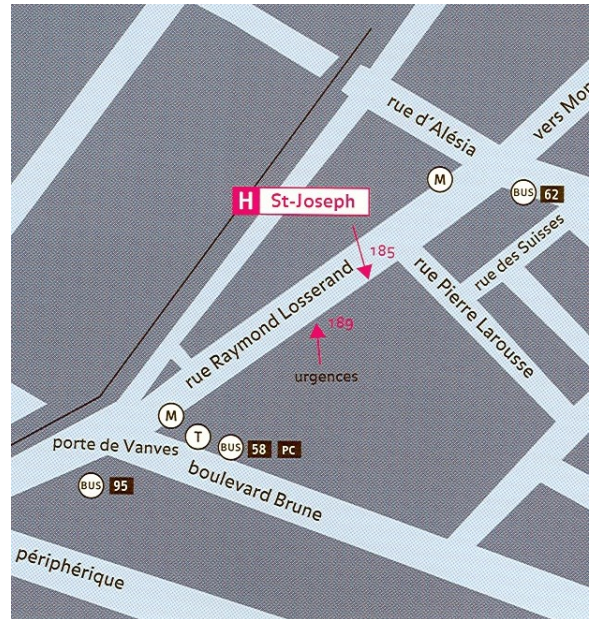 rue d'Alésia
vers Mon
M
BUS 62
H St-Joseph
185
rue des Suisses
rue Raymond Losserand
rue Pierre Larousse
189
urgences
M
T
BUS 58 PC
porte de Vanves
boulevard Brune
BUS 95
périphérique